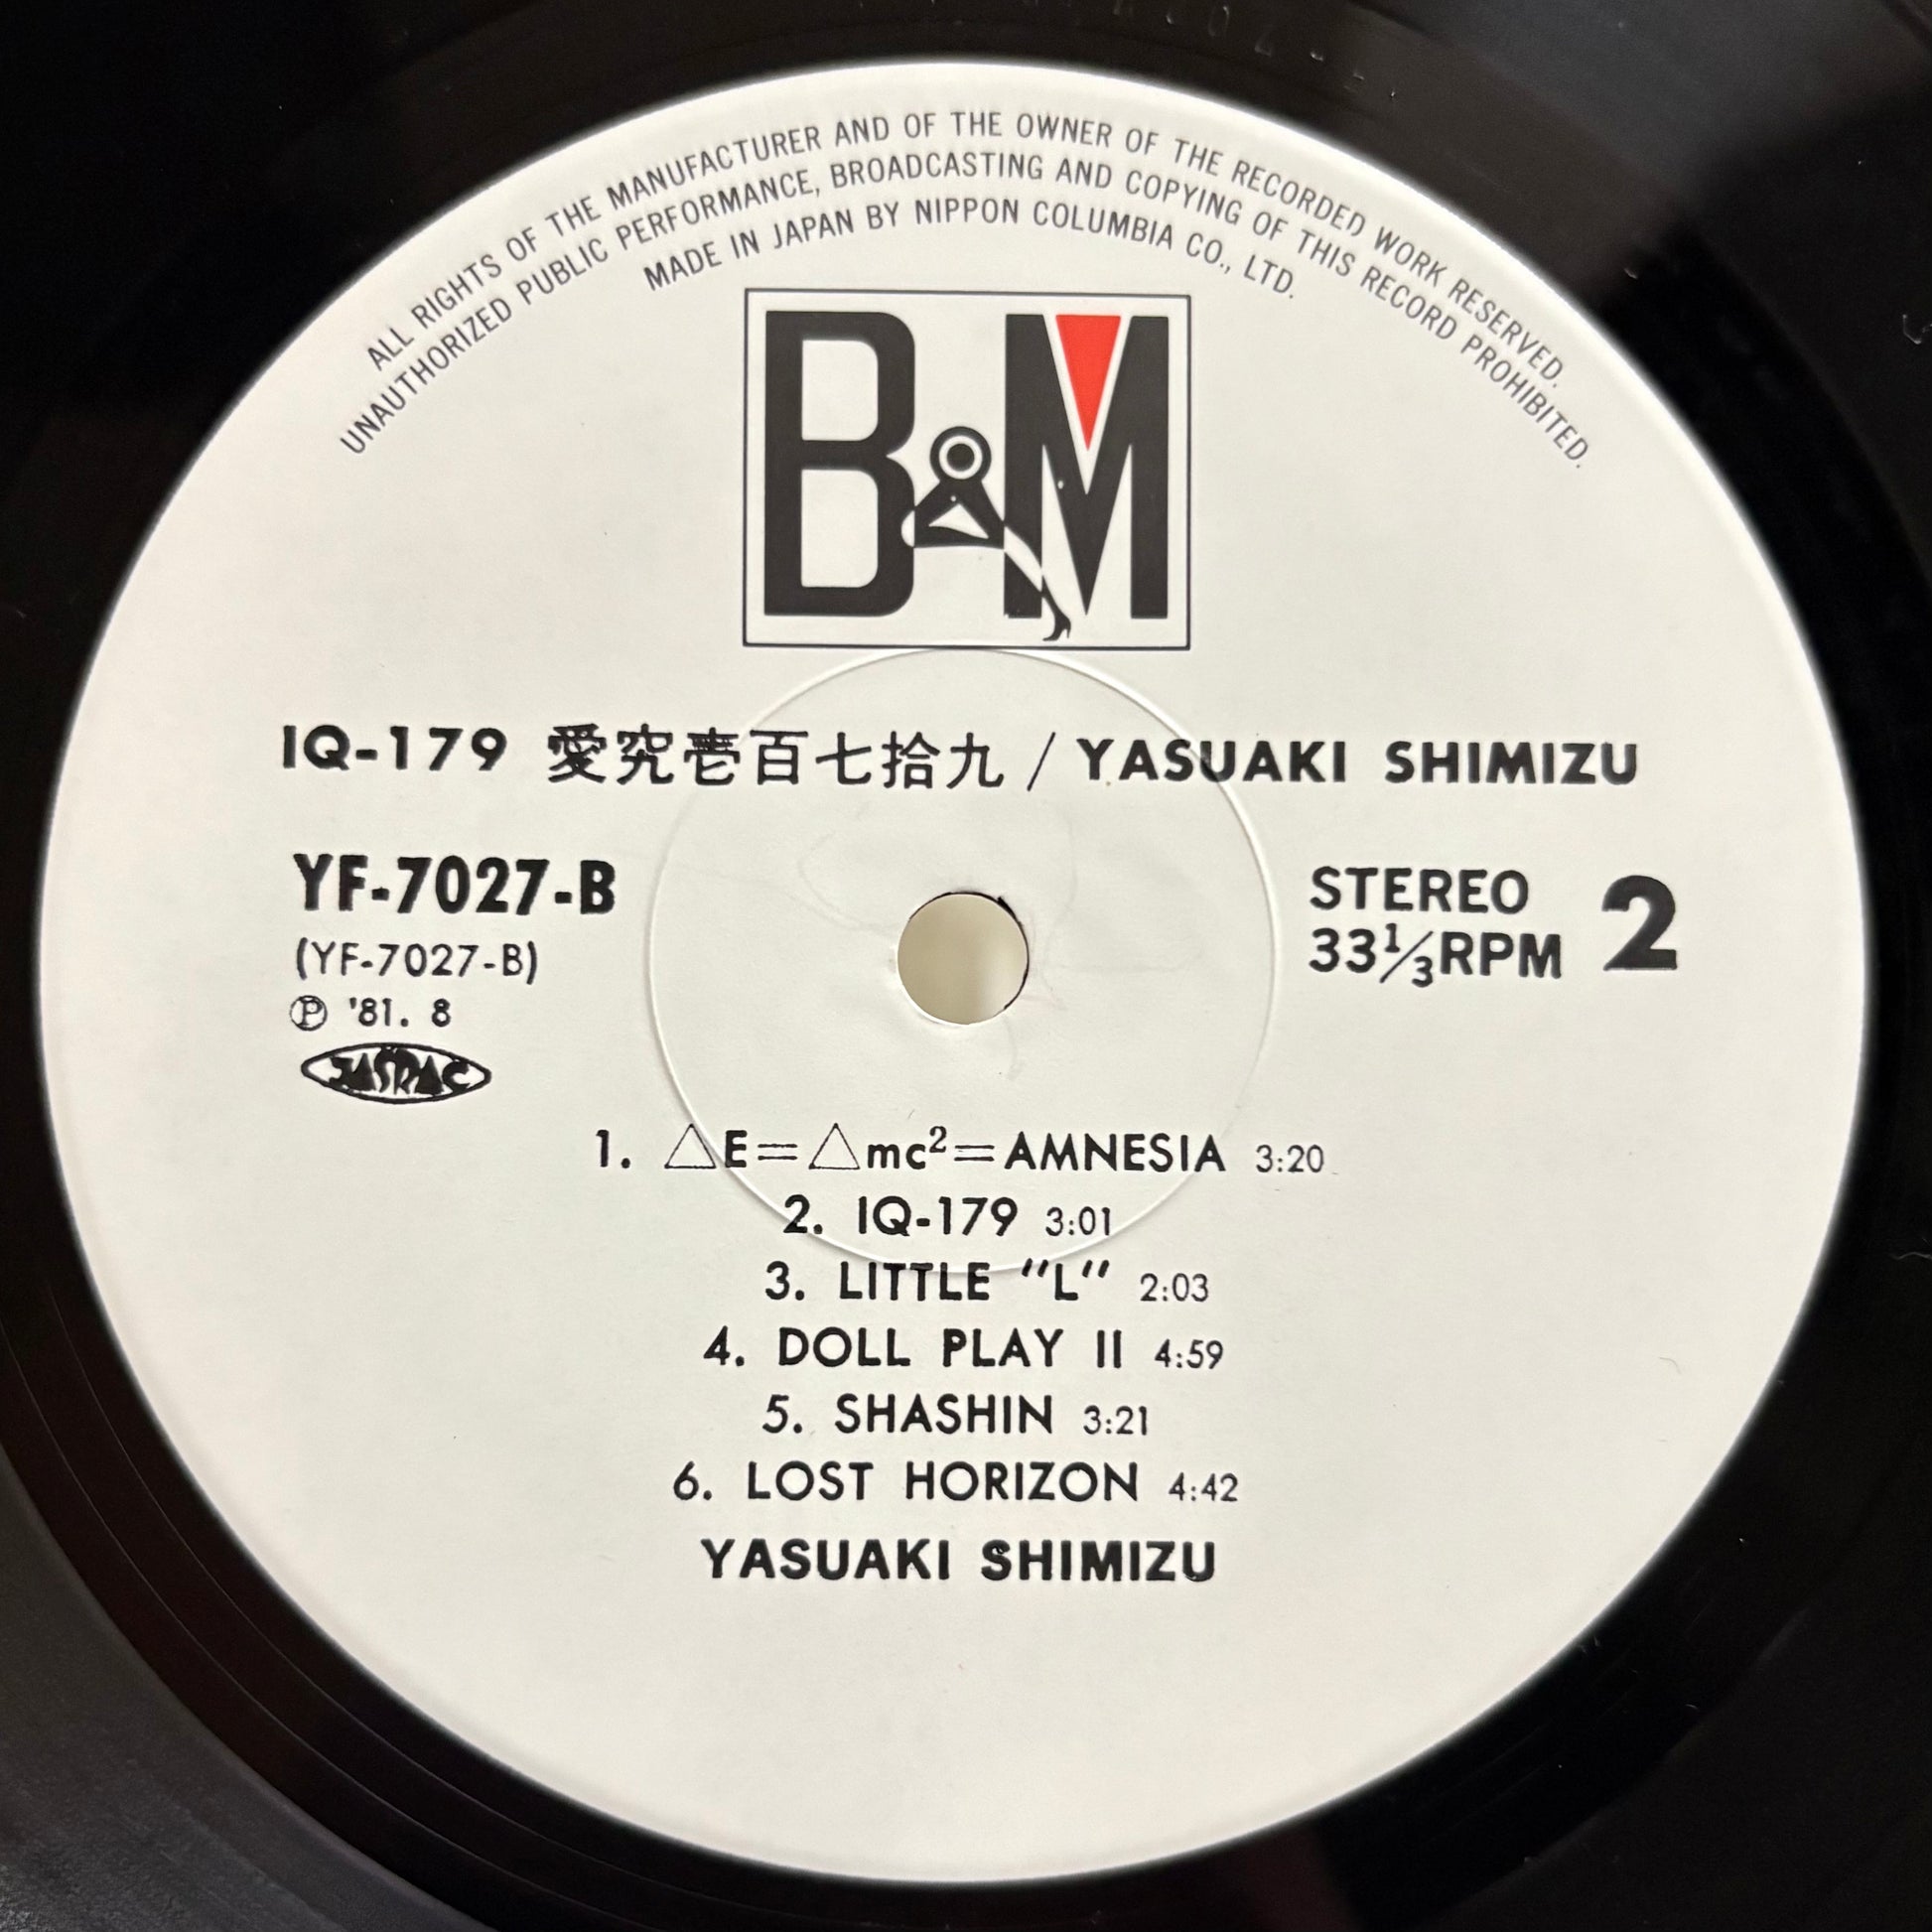 ALL RIGHTS OF THE MANUFACTURER AND OF THE OWNER OF THE RECORDED WORK RESERVED.
UNAUTHORIZED PUBLIC PERFORMANCE, BROADCASTING AND COPYING OF THIS RECORD PROHIBITED.
MADE IN JAPAN BY NIPPON COLUMBIA CO., LTD.
B&M
IQ-179 愛究壱百七拾九 / YASUAKI SHIMIZU
YF-7027-B
(YF-7027-B)
Ⓟ '81. 8
JASRAC
STEREO
33⅓RPM
2
1. △E=△mc²=AMNESIA 3:20
2. IQ-179 3:01
3. LITTLE "L" 2:03
4. DOLL PLAY II 4:59
5. SHASHIN 3:21
6. LOST HORIZON 4:42
YASUAKI SHIMIZU